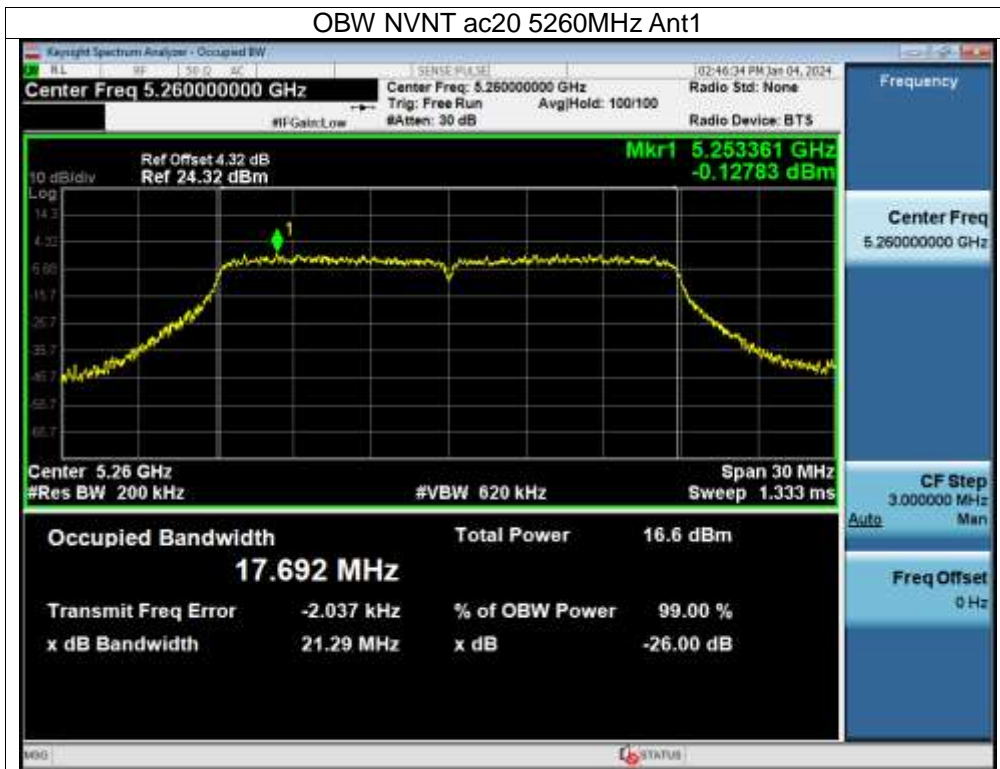 OBW NVNT ac20 5260MHz Ant1
Keysight Spectrum Analyzer - Occupied BW
RL RF 50 Ω AC SENSE:PULSE 02:46:34 PM Jan 04, 2024
Center Freq 5.260000000 GHz
Center Freq: 5.260000000 GHz
Radio Std: None
Trig: Free Run Avg|Hold: 100/100
#IFGain:Low #Atten: 30 dB Radio Device: BTS
Frequency
Mkr1 5.253361 GHz
-0.12783 dBm
Ref Offset 4.32 dB
10 dB/div Ref 24.32 dBm
Log
14.3
4.32
-5.68
-15.7
-25.7
-35.7
-45.7
-55.7
-65.7
1
Center 5.26 GHz Span 30 MHz
#Res BW 200 kHz #VBW 620 kHz Sweep 1.333 ms
Occupied Bandwidth Total Power 16.6 dBm
17.692 MHz
Transmit Freq Error -2.037 kHz % of OBW Power 99.00 %
x dB Bandwidth 21.29 MHz x dB -26.00 dB
Center Freq
5.260000000 GHz
CF Step
3.000000 MHz
Auto Man
Freq Offset
0 Hz
MSG STATUS